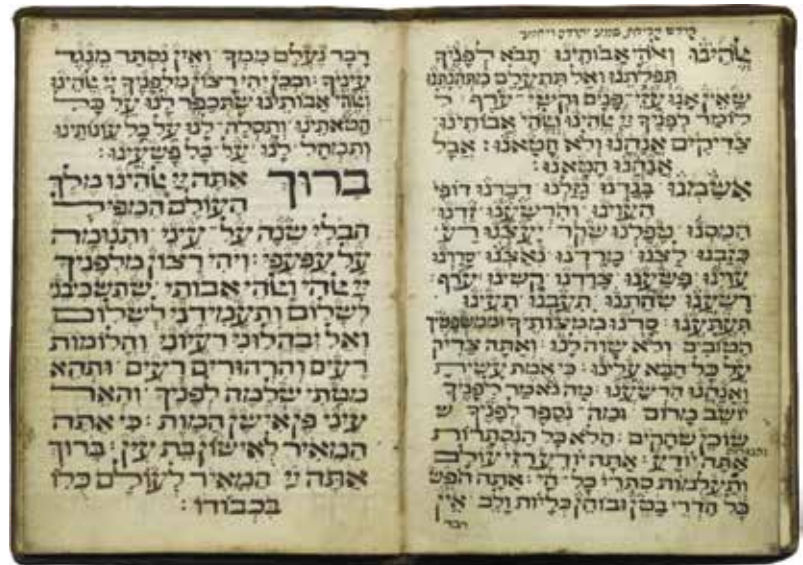 ﭏהינו וﭏהי אבותינו תבא לפניך
תפלתנו ואל תתעלם מתחנתנו
שאין אנו עזי פנים וקשי ערף ל
לומר לפניך יי ﭏהינו וﭏהי אבותינו
צדיקים אנחנו ולא חטאנו : אבל
אנחנו חטאנו :
אשמנו בגדנו גזלנו דברנו דופי
העוינו והרשענו זדנו
חמסנו טפלנו שקר יעצנו רע
כזבנו לצנו מרדנו נאצנו סררנו
עוינו פשענו צררנו קשינו ערף
רשענו שחתנו תעבנו תעינו
תעתענו : סרנו ממצותיך וממשפטיך
הטובים ולא שוה לנו : ואתה צדיק
על כל הבא עלינו : כי אמת עשית
ואנחנו הרשענו : מה נאמר לפניך
יושב מרום ומה נספר לפניך ש
שוכן שחקים : הלא כל הנסתרות
והנגלות
אתה יודע : אתה יודע רזי עולם
ותעלמות סתרי כל חי : אתה חופש
כל חדרי בטן ובוחן כליות ולב אין
דבר
דבר נעלם ממך ואין נסתר מנגד
עיניך : ובכן יהי רצון מלפניך יי ﭏהינו
וﭏהי אבותינו שתכפר לנו על כל
חטאתינו ותסלח לנו על כל עונותינו
ותמחל לנו על כל פשעינו :
ברוך אתה יי ﭏהינו מלך
העולם המפיל
חבלי שנה על עיני ותנומה
על עפעפי : ויהי רצון מלפניך
יי ﭏהי וﭏהי אבותי שתשכיבני
לשלום ותעמידני לשלום
ואל יבהלוני רעיוני וחלומות
רעים והרהורים רעים ותהא
מטתי שלמה לפניך והאר
עיני פן אישן המות : כי אתה
המאיר לאישון בת עין : ברוך
אתה יי המאיר לעולם כלו
בכבודו :